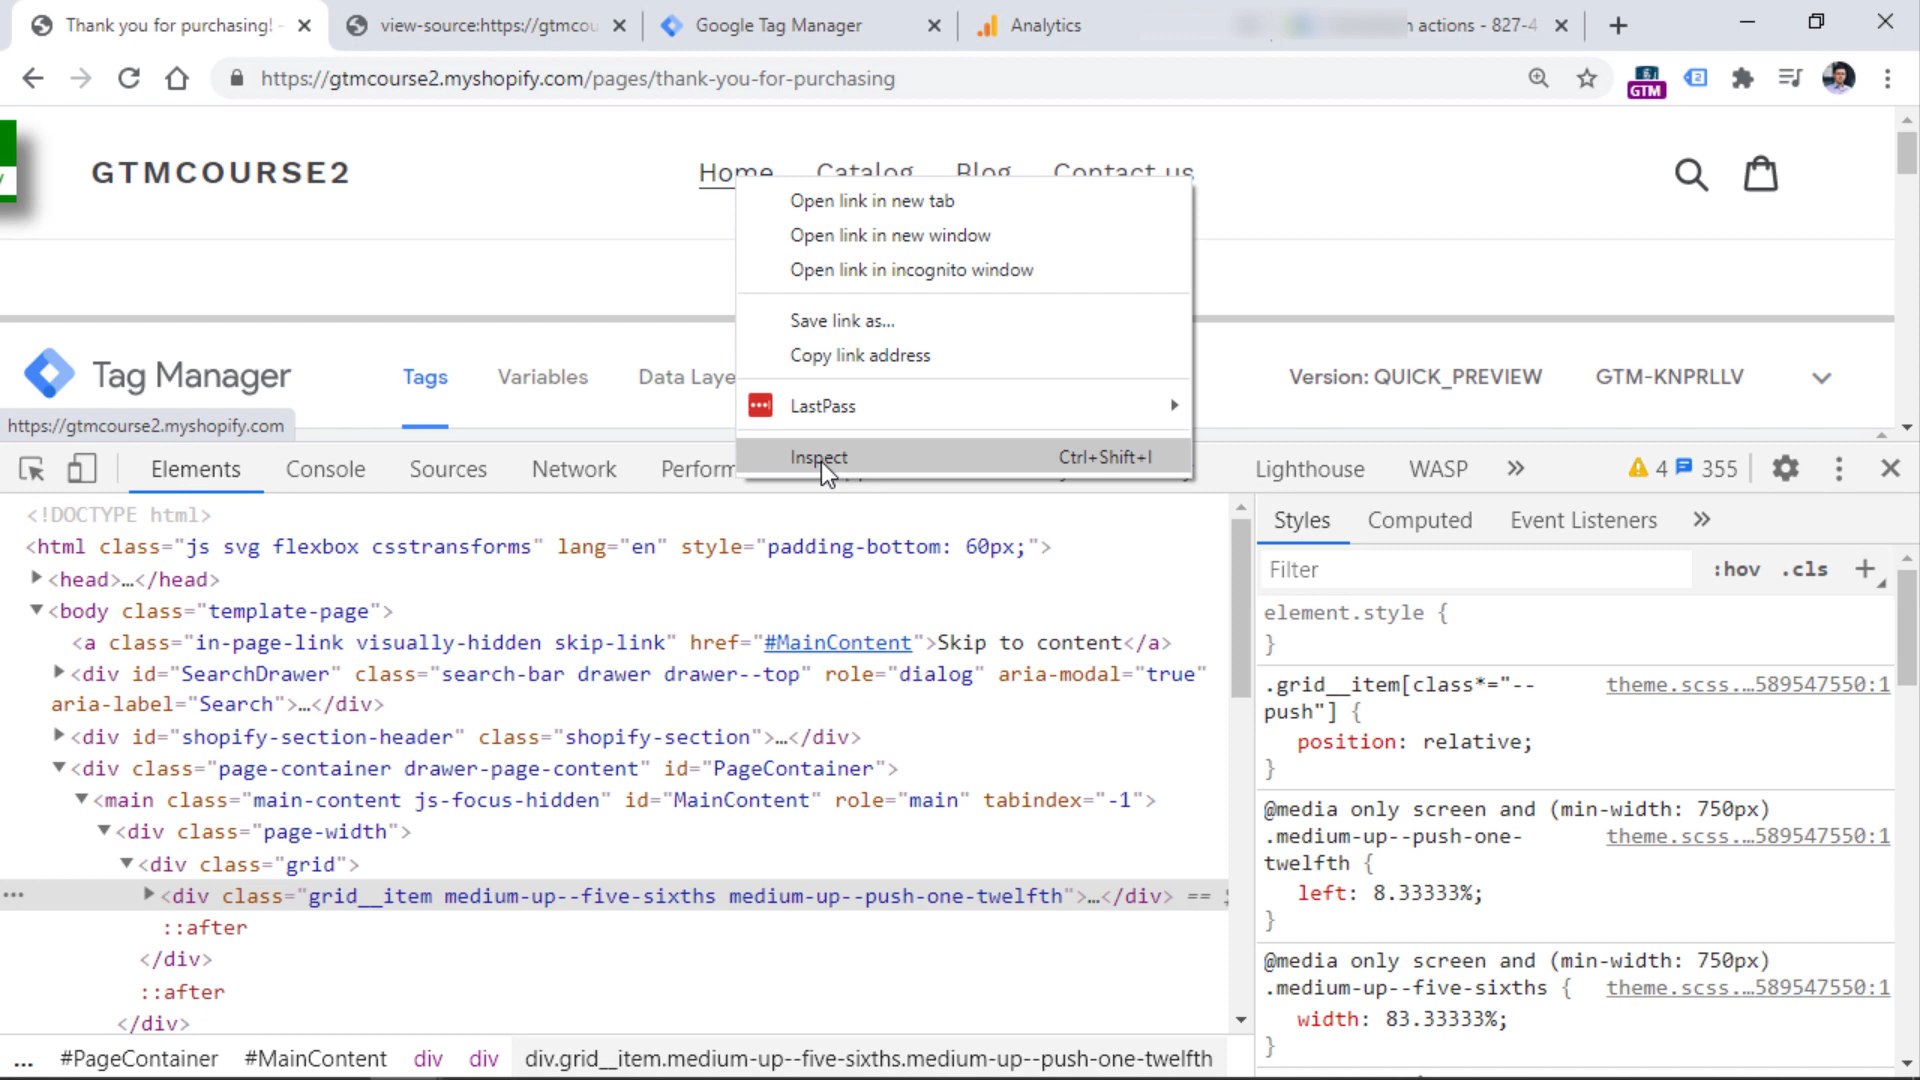 Thank you for purchasing! -
view-source:https://gtmcou
Google Tag Manager
Analytics
actions - 827-4
https://gtmcourse2.myshopify.com/pages/thank-you-for-purchasing
GTM
2
GTMCOURSE2
Home
Catalog
Blog
Contact us
Open link in new tab
Open link in new window
Open link in incognito window
Save link as...
Copy link address
LastPass
Inspect Ctrl+Shift+I
Tag Manager
Tags
Variables
Data Laye
Version: QUICK_PREVIEW
GTM-KNPRLLV
https://gtmcourse2.myshopify.com
Elements
Console
Sources
Network
Perform
Lighthouse
WASP
4
355
<!DOCTYPE html>
<html class="js svg flexbox csstransforms" lang="en" style="padding-bottom: 60px;">
<head>…</head>
<body class="template-page">
<a class="in-page-link visually-hidden skip-link" href="#MainContent">Skip to content</a>
<div id="SearchDrawer" class="search-bar drawer drawer--top" role="dialog" aria-modal="true"
aria-label="Search">…</div>
<div id="shopify-section-header" class="shopify-section">…</div>
<div class="page-container drawer-page-content" id="PageContainer">
<main class="main-content js-focus-hidden" id="MainContent" role="main" tabindex="-1">
<div class="page-width">
<div class="grid">
<div class="grid__item medium-up--five-sixths medium-up--push-one-twelfth">…</div> ==
::after
</div>
::after
</div>
... #PageContainer #MainContent div div div.grid__item.medium-up--five-sixths.medium-up--push-one-twelfth
Styles
Computed
Event Listeners
Filter
:hov .cls +
element.style {
}
.grid__item[class*="-- theme.scss.…589547550:1
push"] {
position: relative;
}
@media only screen and (min-width: 750px)
.medium-up--push-one- theme.scss.…589547550:1
twelfth {
left: 8.33333%;
}
@media only screen and (min-width: 750px)
.medium-up--five-sixths { theme.scss.…589547550:1
width: 83.33333%;
}